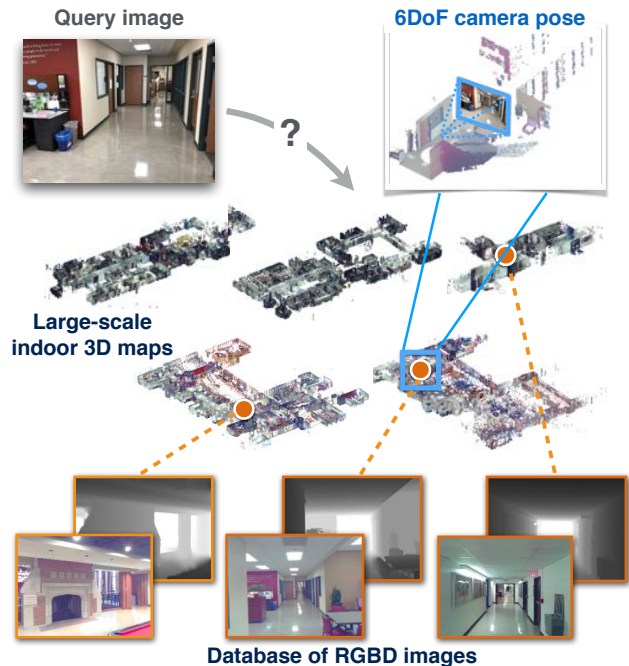 Query image
6DoF camera pose
?
Large-scale
indoor 3D maps
Database of RGBD images